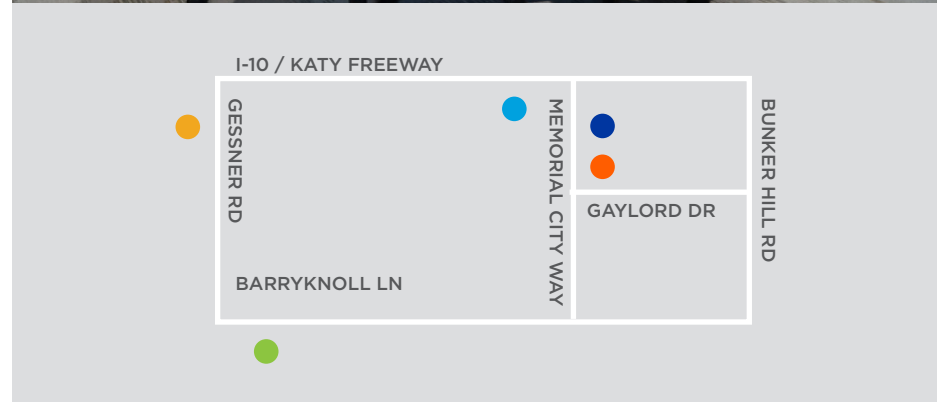 I-10 / KATY FREEWAY
GESSNER RD
MEMORIAL CITY WAY
BUNKER HILL RD
GAYLORD DR
BARRYKNOLL LN